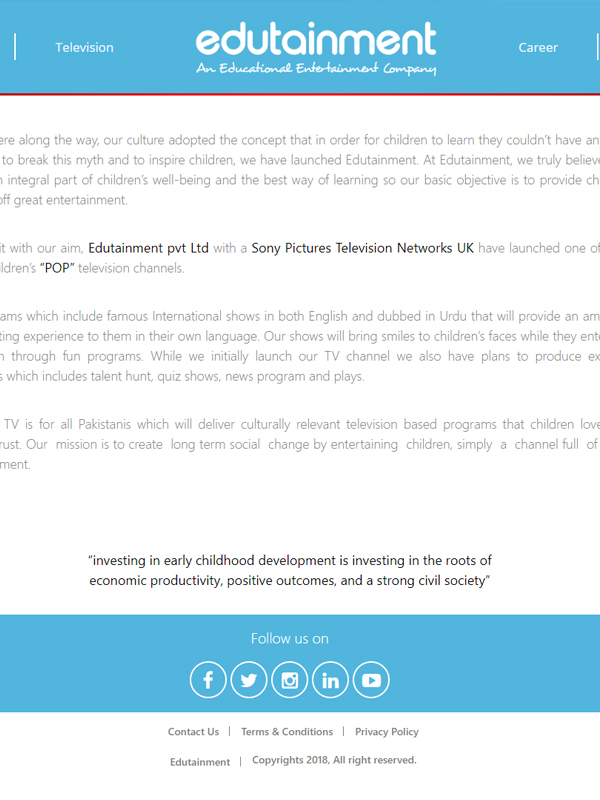 Television
edutainment
Career
An Educational Entertainment Company
ere along the way, our culture adopted the concept that in order for children to learn they couldn't have an
to break this myth and to inspire children, we have launched Edutainment. At Edutainment, we truly believe
n integral part of children's well-being and the best way of learning so our basic objective is to provide ch
off great entertainment.
it with our aim, Edutainment pvt Ltd with a Sony Pictures Television Networks UK have launched one of
ldren's "POP" television channels.
ams which include famous International shows in both English and dubbed in Urdu that will provide an am
ting experience to them in their own language. Our shows will bring smiles to children's faces while they ente
n through fun programs. While we initially launch our TV channel we also have plans to produce ex
s which includes talent hunt, quiz shows, news program and plays.
TV is for all Pakistanis which will deliver culturally relevant television based programs that children love
rust. Our mission is to create long term social change by entertaining children, simply a channel full of
ment.
“investing in early childhood development is investing in the roots of
economic productivity, positive outcomes, and a strong civil society”
Follow us on
Contact Us | Terms & Conditions | Privacy Policy
Edutainment | Copyrights 2018, All right reserved.